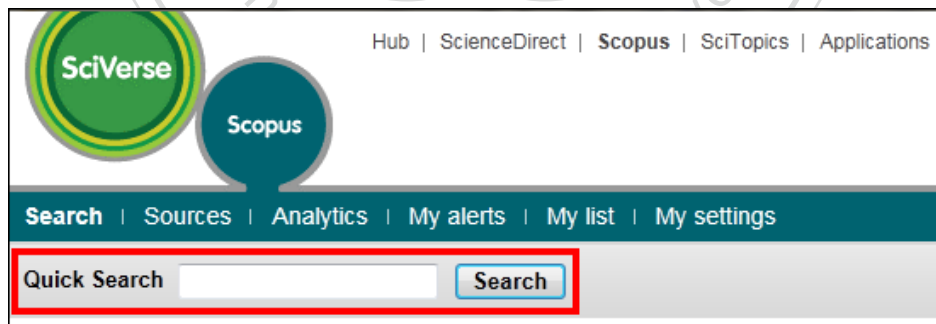 Hub | ScienceDirect | Scopus | SciTopics | Applications
SciVerse
Scopus
Search | Sources | Analytics | My alerts | My list | My settings
Quick Search Search